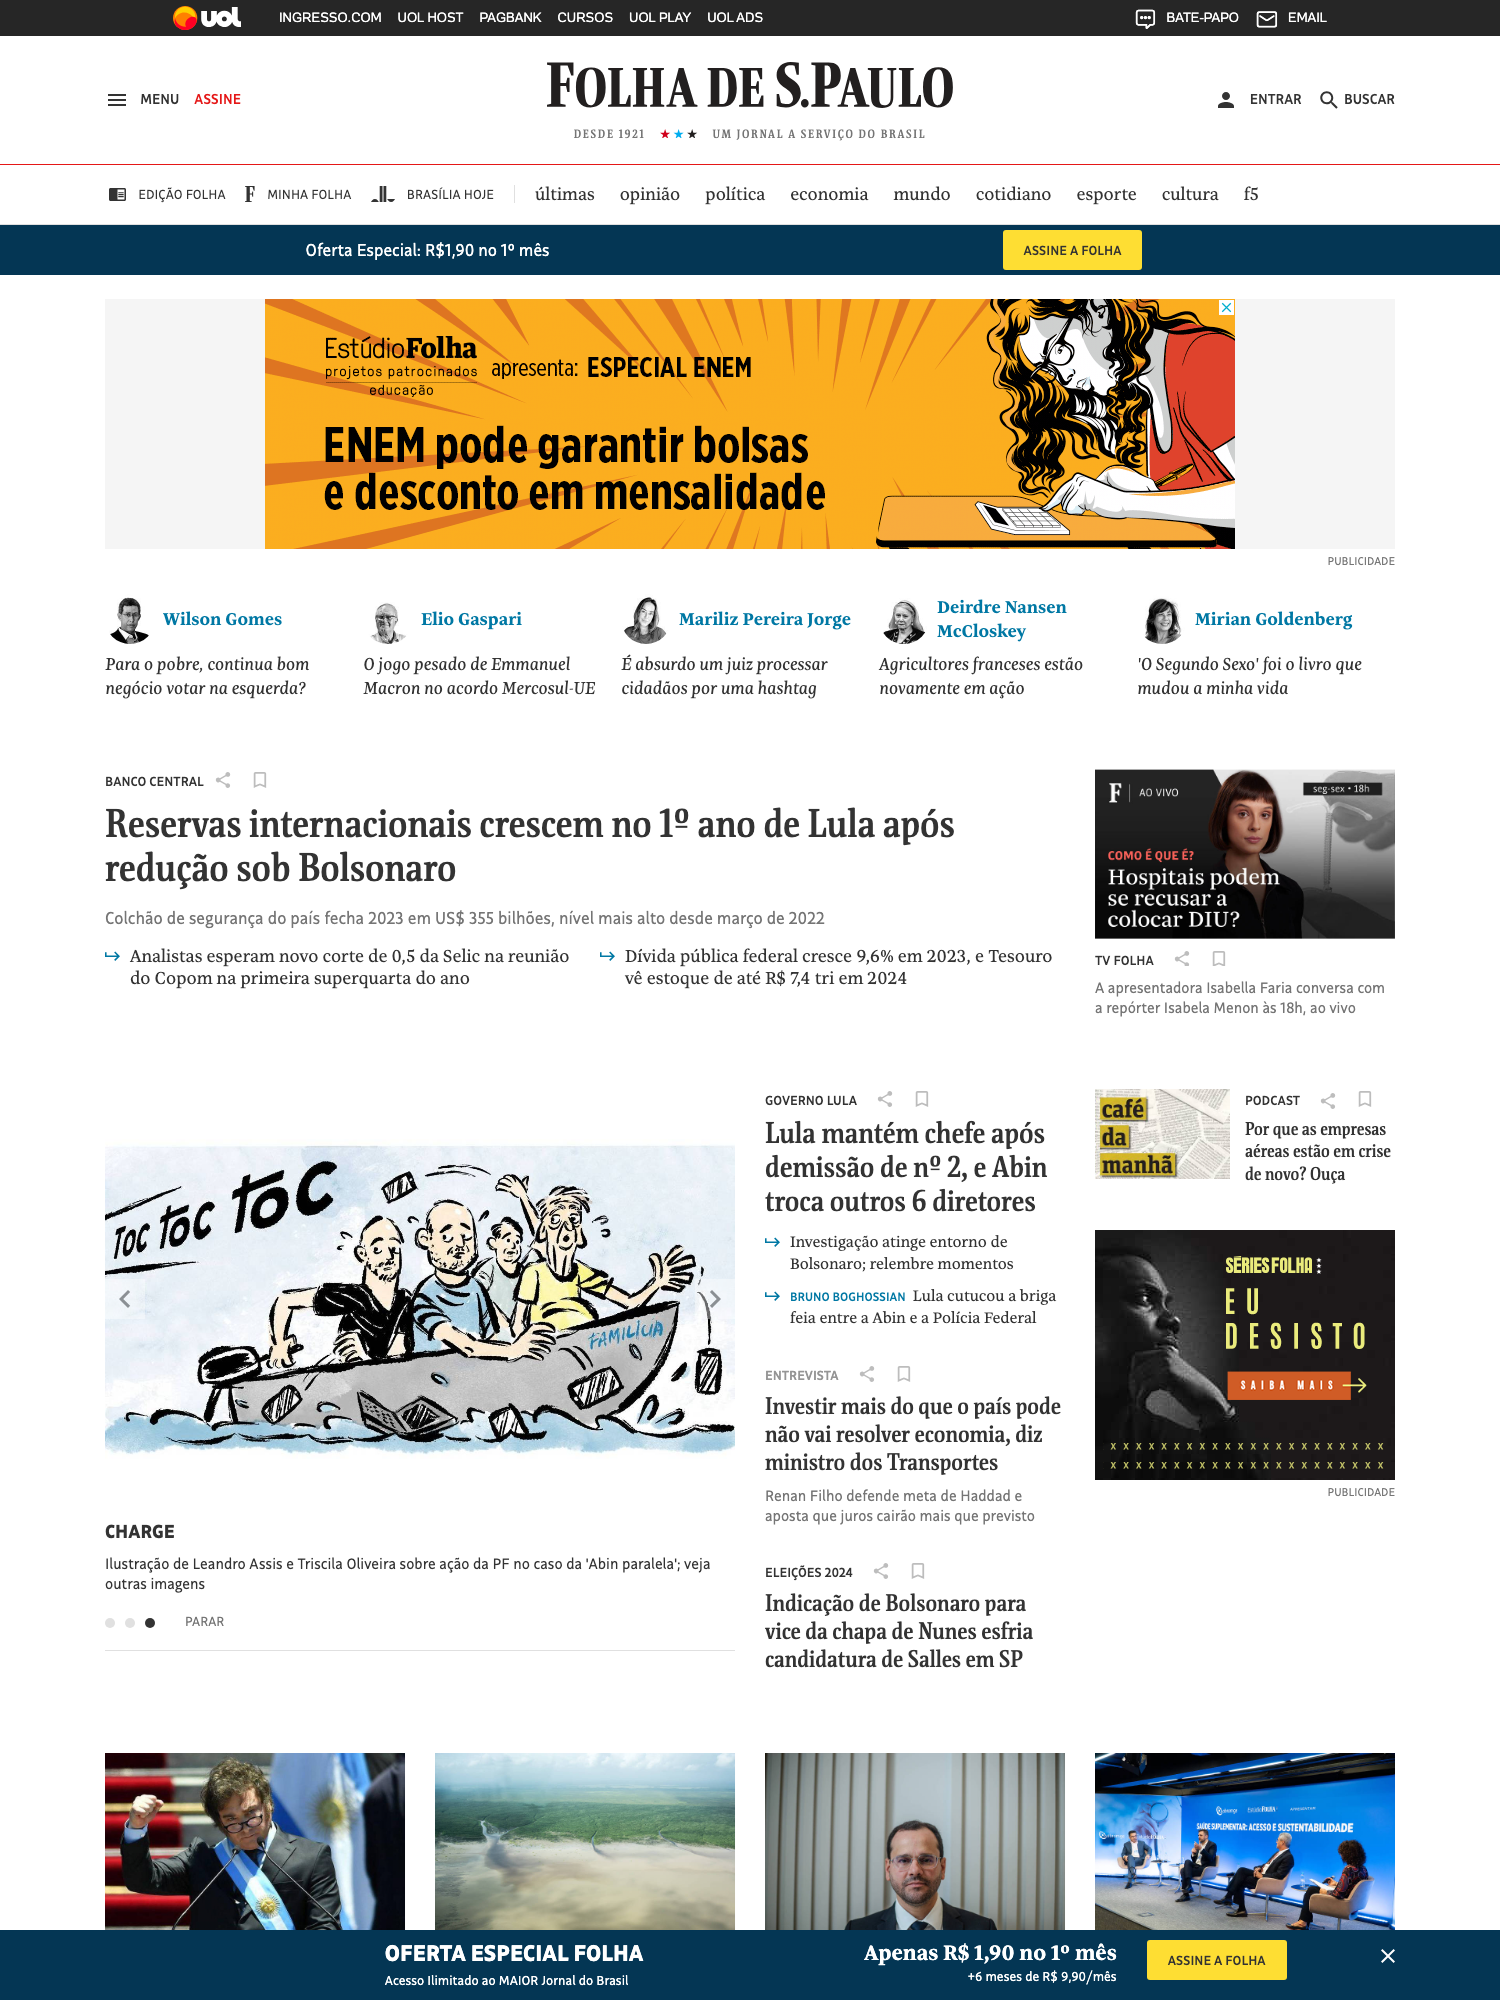 uol
INGRESSO.COM UOL HOST PAGBANK CURSOS UOL PLAY UOL ADS
BATE-PAPO EMAIL
MENU ASSINE
FOLHA DE S.PAULO
ENTRAR BUSCAR
DESDE 1921 ★★★ UM JORNAL A SERVIÇO DO BRASIL
EDIÇÃO FOLHA F MINHA FOLHA BRASÍLIA HOJE
últimas opinião política economia mundo cotidiano esporte cultura f5
Oferta Especial: R$1,90 no 1º mês
ASSINE A FOLHA
EstúdioFolha
projetos patrocinados
educação
apresenta: ESPECIAL ENEM
ENEM pode garantir bolsas
e desconto em mensalidade
PUBLICIDADE
Wilson Gomes
Para o pobre, continua bom
negócio votar na esquerda?
Elio Gaspari
O jogo pesado de Emmanuel
Macron no acordo Mercosul-UE
Mariliz Pereira Jorge
É absurdo um juiz processar
cidadãos por uma hashtag
Deirdre Nansen
McCloskey
Agricultores franceses estão
novamente em ação
Mirian Goldenberg
'O Segundo Sexo' foi o livro que
mudou a minha vida
BANCO CENTRAL
Reservas internacionais crescem no 1º ano de Lula após
redução sob Bolsonaro
Colchão de segurança do país fecha 2023 em US$ 355 bilhões, nível mais alto desde março de 2022
Analistas esperam novo corte de 0,5 da Selic na reunião
do Copom na primeira superquarta do ano
Dívida pública federal cresce 9,6% em 2023, e Tesouro
vê estoque de até R$ 7,4 tri em 2024
F AO VIVO
seg-sex • 18h
COMO É QUE É?
Hospitais podem
se recusar a
colocar DIU?
TV FOLHA
A apresentadora Isabella Faria conversa com
a repórter Isabela Menon às 18h, ao vivo
TOC TOC TOC
FAMILÍCIA
CHARGE
Ilustração de Leandro Assis e Triscila Oliveira sobre ação da PF no caso da 'Abin paralela'; veja
outras imagens
PARAR
GOVERNO LULA
Lula mantém chefe após
demissão de nº 2, e Abin
troca outros 6 diretores
Investigação atinge entorno de
Bolsonaro; relembre momentos
BRUNO BOGHOSSIAN Lula cutucou a briga
feia entre a Abin e a Polícia Federal
ENTREVISTA
Investir mais do que o país pode
não vai resolver economia, diz
ministro dos Transportes
Renan Filho defende meta de Haddad e
aposta que juros cairão mais que previsto
ELEIÇÕES 2024
Indicação de Bolsonaro para
vice da chapa de Nunes esfria
candidatura de Salles em SP
café
da
manhã
PODCAST
Por que as empresas
aéreas estão em crise
de novo? Ouça
SÉRIES FOLHA
EU
DESISTO
SAIBA MAIS
PUBLICIDADE
SAÚDE SUPLEMENTAR: ACESSO E SUSTENTABILIDADE
OFERTA ESPECIAL FOLHA
Acesso Ilimitado ao MAIOR Jornal do Brasil
Apenas R$ 1,90 no 1º mês
+6 meses de R$ 9,90/mês
ASSINE A FOLHA